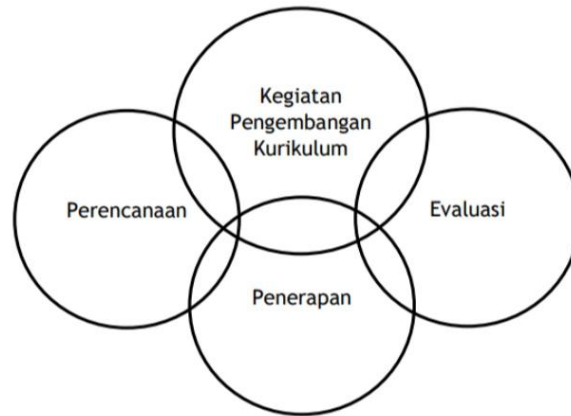 Kegiatan
Pengembangan
Kurikulum
Perencanaan
Evaluasi
Penerapan